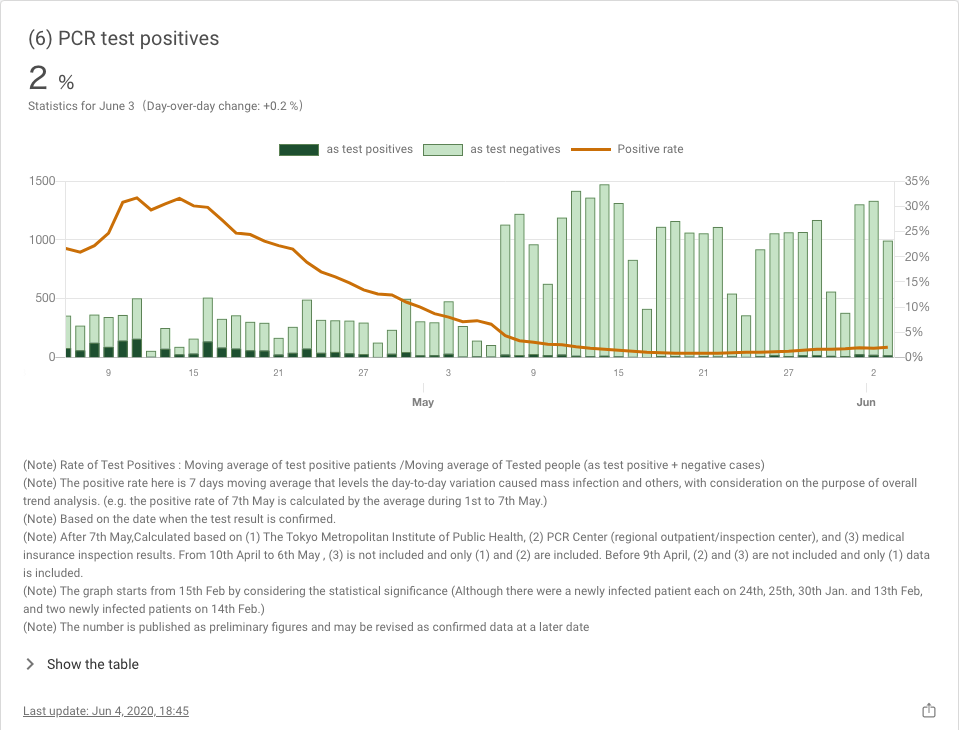 (6) PCR test positives
2 %
Statistics for June 3（Day-over-day change: +0.2 %）
as test positives as test negatives Positive rate
1500 35%
30%
1000 25%
20%
15%
500 10%
5%
0 0%
9 15 21 27 3 9 15 21 27 2
May Jun
(Note) Rate of Test Positives : Moving average of test positive patients /Moving average of Tested people (as test positive + negative cases)
(Note) The positive rate here is 7 days moving average that levels the day-to-day variation caused mass infection and others, with consideration on the purpose of overall
trend analysis. (e.g. the positive rate of 7th May is calculated by the average during 1st to 7th May.)
(Note) Based on the date when the test result is confirmed.
(Note) After 7th May,Calculated based on (1) The Tokyo Metropolitan Institute of Public Health, (2) PCR Center (regional outpatient/inspection center), and (3) medical
insurance inspection results. From 10th April to 6th May , (3) is not included and only (1) and (2) are included. Before 9th April, (2) and (3) are not included and only (1) data
is included.
(Note) The graph starts from 15th Feb by considering the statistical significance (Although there were a newly infected patient each on 24th, 25th, 30th Jan. and 13th Feb,
and two newly infected patients on 14th Feb.)
(Note) The number is published as preliminary figures and may be revised as confirmed data at a later date
Show the table
Last update: Jun 4, 2020, 18:45